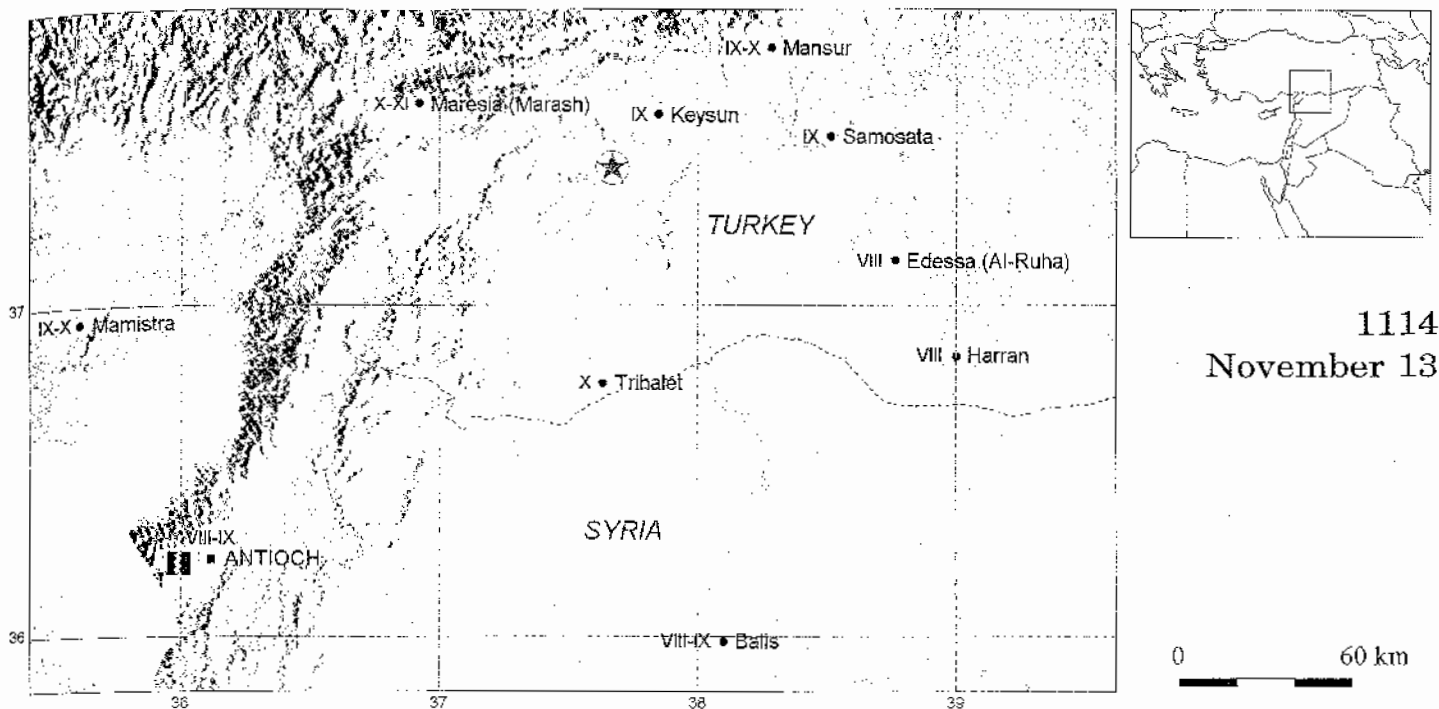 IX-X Mansur
X-XI Maresia (Marash)
IX Keysun
IX Samosata
TURKEY
VIII Edessa (Al-Ruha)
37
IX-X Mamistra
1114
November 13
VIII Harran
X Trihalet
SYRIA
VIII-IX
ANTIOCH
36
VIII-IX Balis
0 60 km
36 37 38 39